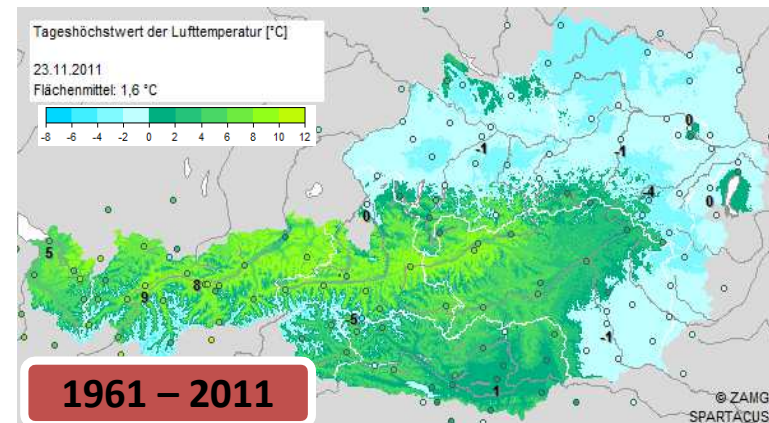 Tageshöchstwert der Lufttemperatur [°C]
23.11.2011
Flächenmittel: 1,6 °C
-8 -6 -4 -2 0 2 4 6 8 10 12
0
-1
-1
-4
0
0
5
8
9
5
-1
1
1961 – 2011
© ZAMG
SPARTACUS